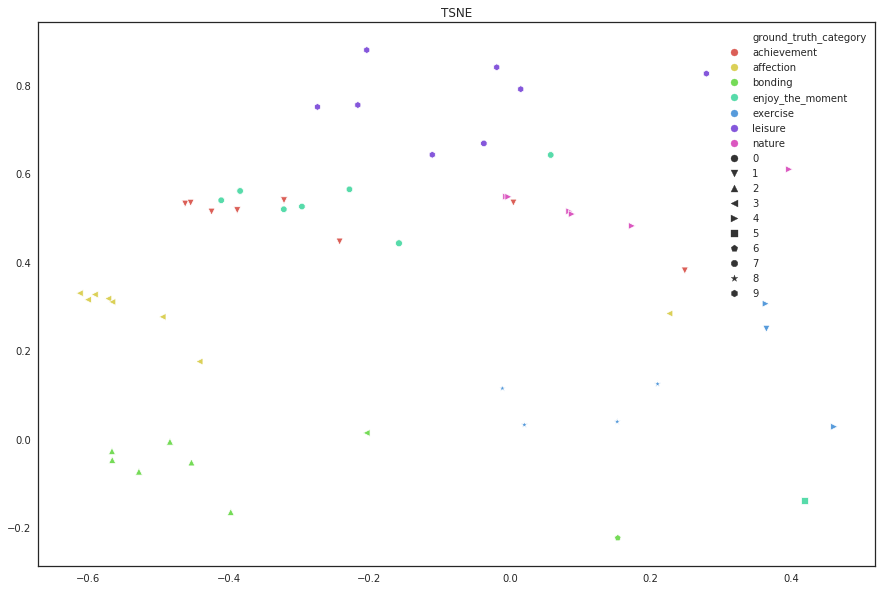 TSNE
ground_truth_category
achievement
affection
bonding
enjoy_the_moment
exercise
leisure
nature
0
1
2
3
4
5
6
7
8
9
0.8
0.6
0.4
0.2
0.0
−0.2
−0.6 −0.4 −0.2 0.0 0.2 0.4